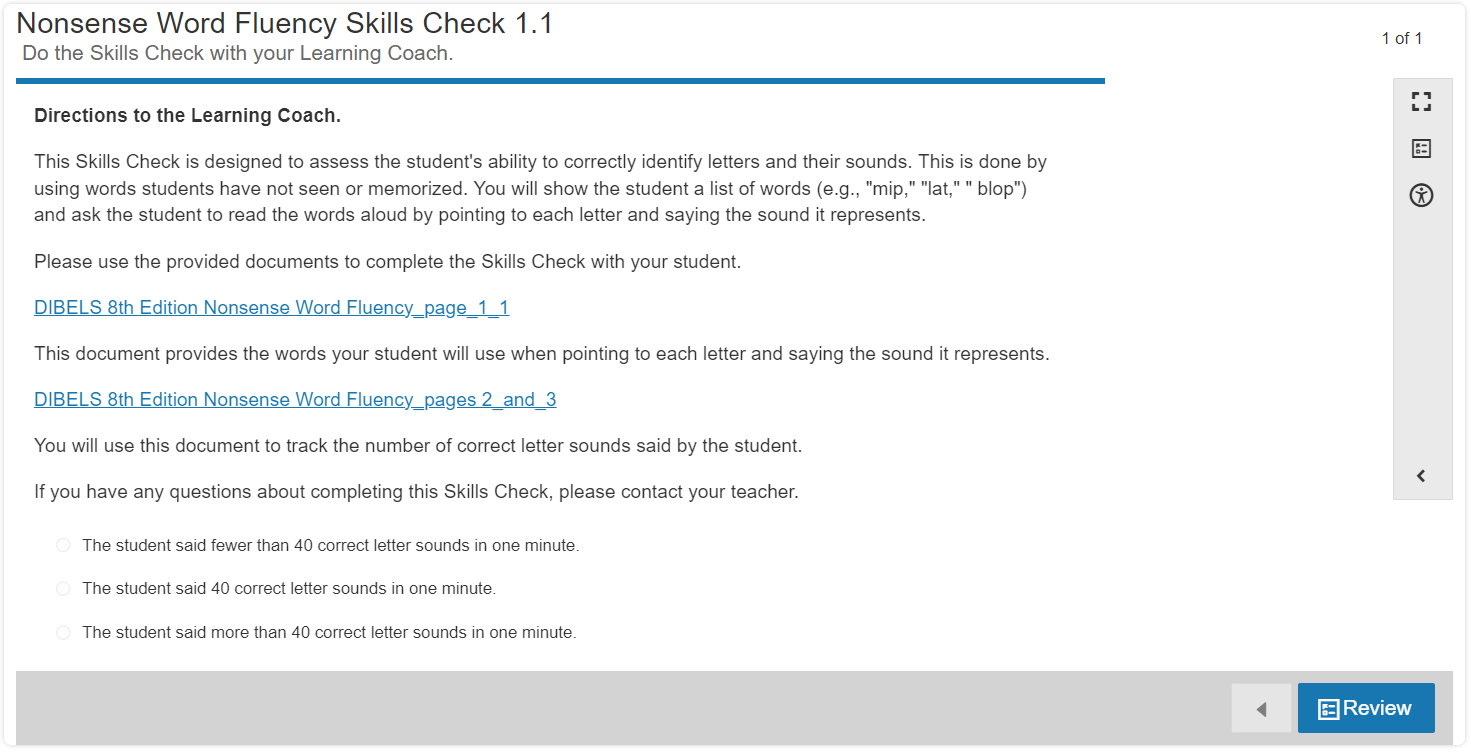 Nonsense Word Fluency Skills Check 1.1
Do the Skills Check with your Learning Coach.
1 of 1
Directions to the Learning Coach.
This Skills Check is designed to assess the student's ability to correctly identify letters and their sounds. This is done by
using words students have not seen or memorized. You will show the student a list of words (e.g., "mip," "lat," " blop")
and ask the student to read the words aloud by pointing to each letter and saying the sound it represents.
Please use the provided documents to complete the Skills Check with your student.
DIBELS 8th Edition Nonsense Word Fluency_page_1_1
This document provides the words your student will use when pointing to each letter and saying the sound it represents.
DIBELS 8th Edition Nonsense Word Fluency_pages 2_and_3
You will use this document to track the number of correct letter sounds said by the student.
If you have any questions about completing this Skills Check, please contact your teacher.
The student said fewer than 40 correct letter sounds in one minute.
The student said 40 correct letter sounds in one minute.
The student said more than 40 correct letter sounds in one minute.
Review